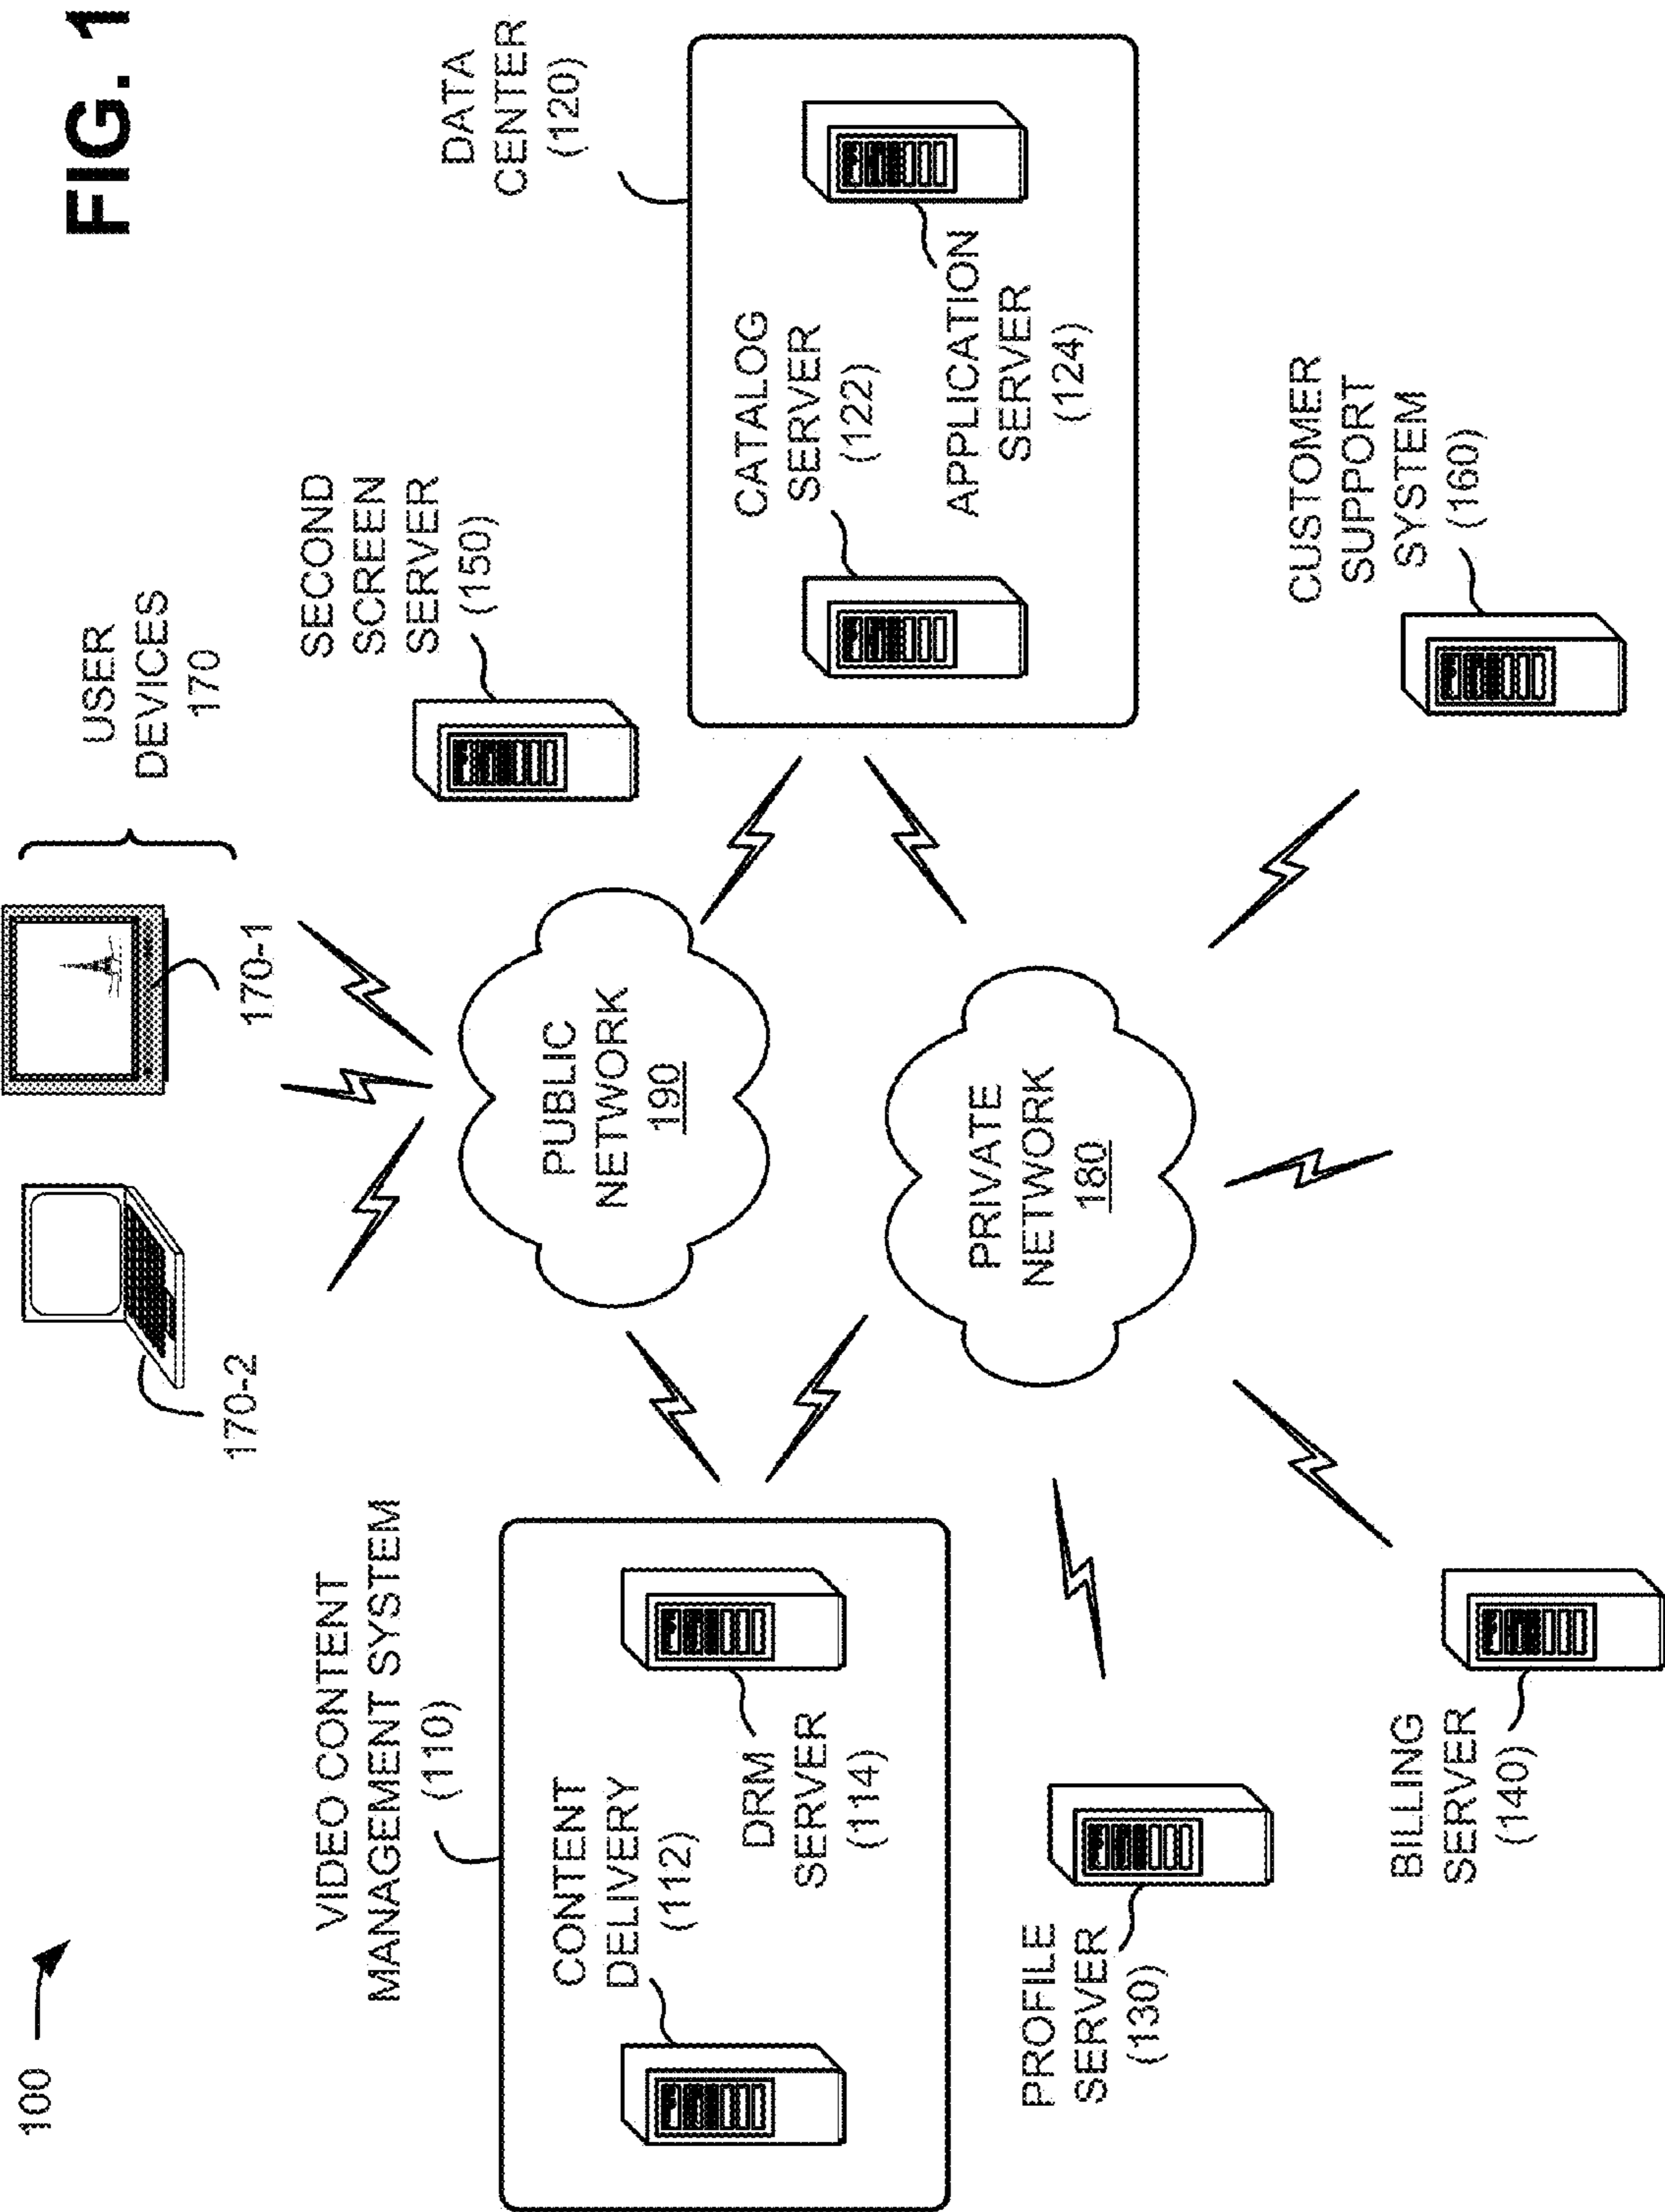 FIG. 1
100
USER
DEVICES
170
170-2
170-1
VIDEO CONTENT
MANAGEMENT SYSTEM
(110)
SECOND
SCREEN
SERVER
(150)
DATA
CENTER
(120)
CONTENT
DELIVERY
(112)
DRM
SERVER
(114)
PUBLIC
NETWORK
190
CATALOG
SERVER
(122)
APPLICATION
SERVER
(124)
PRIVATE
NETWORK
180
PROFILE
SERVER
(130)
BILLING
SERVER
(140)
CUSTOMER
SUPPORT
SYSTEM
(160)